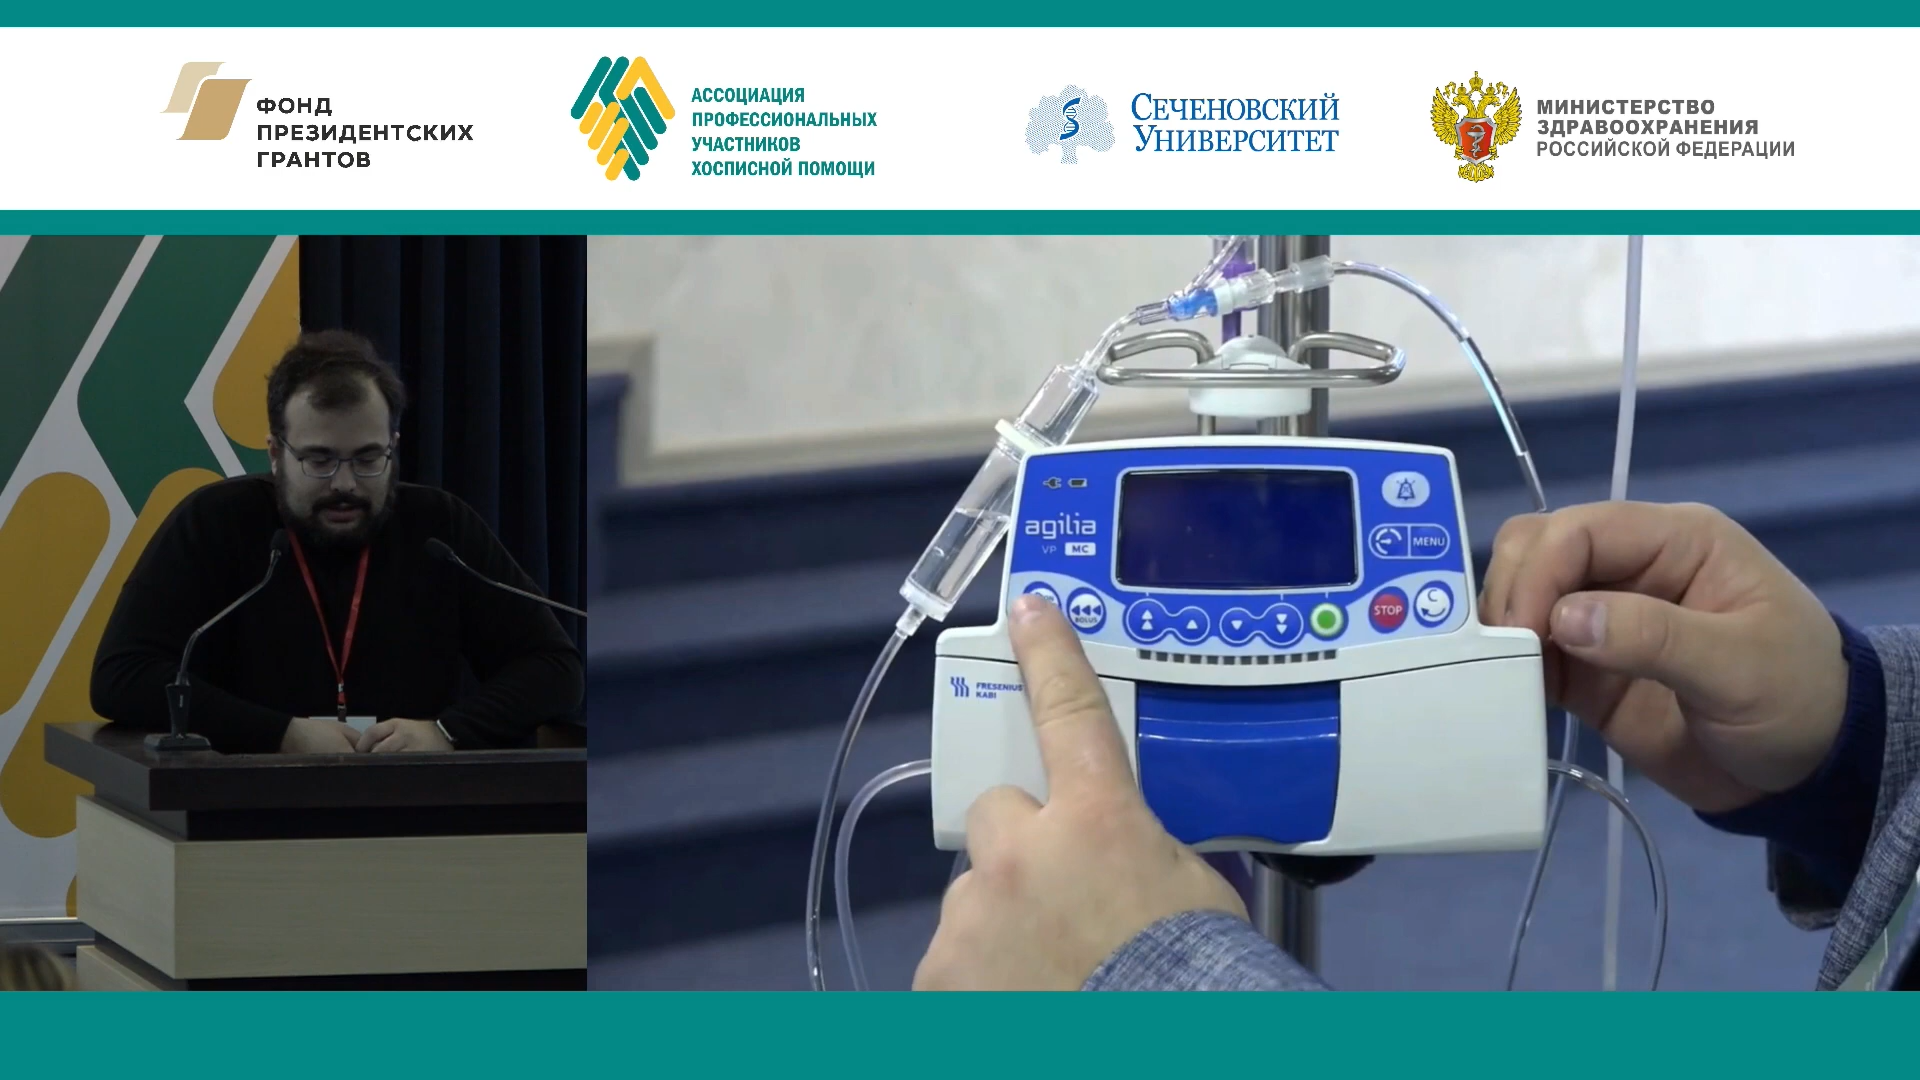 ФОНД
ПРЕЗИДЕНТСКИХ
ГРАНТОВ
АССОЦИАЦИЯ
ПРОФЕССИОНАЛЬНЫХ
УЧАСТНИКОВ
ХОСПИСНОЙ ПОМОЩИ
СЕЧЕНОВСКИЙ
УНИВЕРСИТЕТ
МИНИСТЕРСТВО
ЗДРАВООХРАНЕНИЯ
РОССИЙСКОЙ ФЕДЕРАЦИИ
agilia
VP MC
MENU
BOLUS
STOP
C
FRESENIUS
KABI